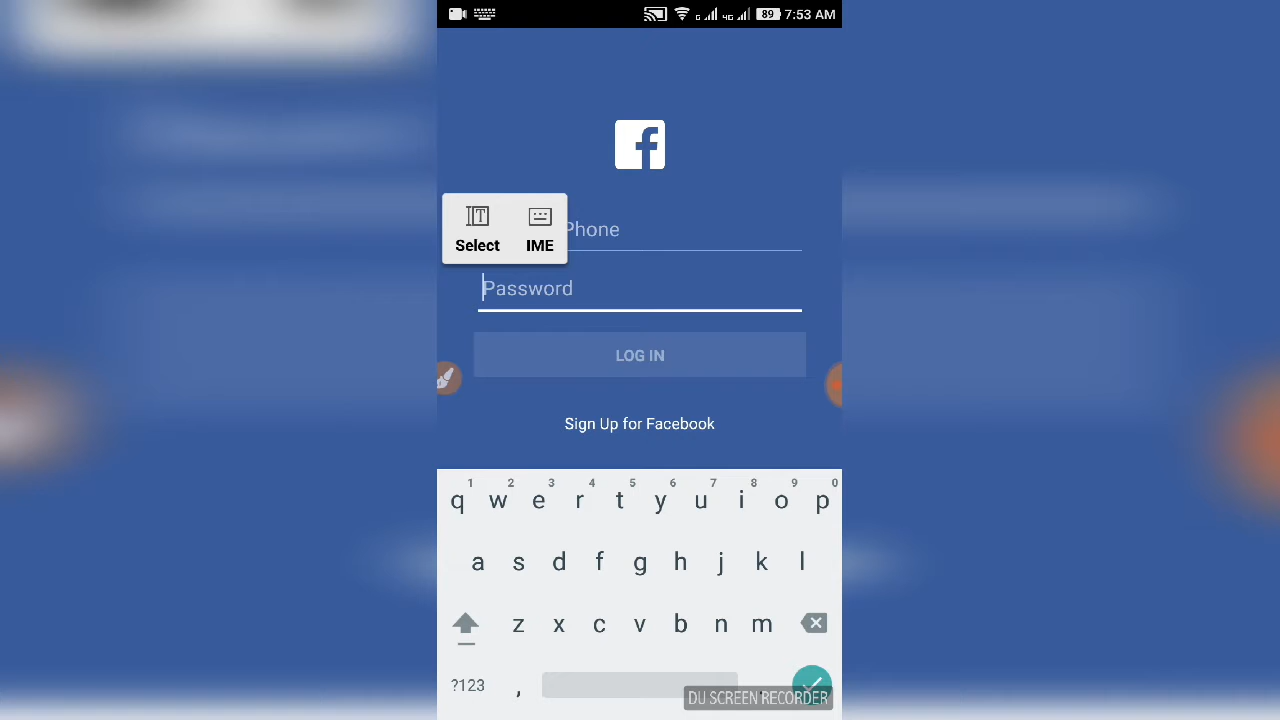 G 4G 89 7:53 AM
f
Select IME
Phone
Password
LOG IN
Sign Up for Facebook
1 2 3 4 5 6 7 8 9 0
q w e r t y u i o p
a s d f g h j k l
z x c v b n m
?123 , .
DU SCREEN RECORDER